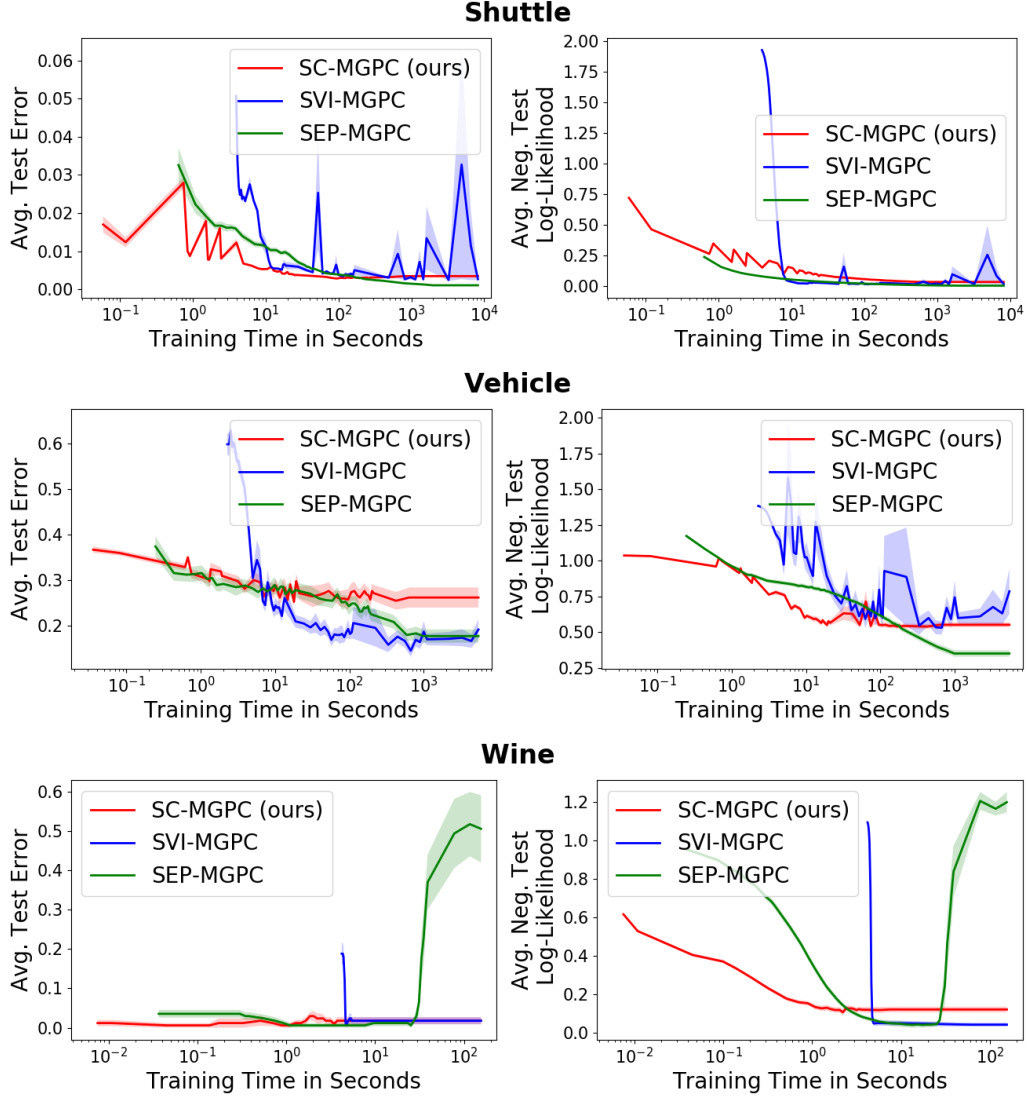 Shuttle
Avg. Test Error
0.06
0.05
0.04
0.03
0.02
0.01
0.00
SC-MGPC (ours)
SVI-MGPC
SEP-MGPC
10⁻¹ 10⁰ 10¹ 10² 10³ 10⁴
Training Time in Seconds
Avg. Neg. Test
Log-Likelihood
2.00
1.75
1.50
1.25
1.00
0.75
0.50
0.25
0.00
SC-MGPC (ours)
SVI-MGPC
SEP-MGPC
10⁻¹ 10⁰ 10¹ 10² 10³ 10⁴
Training Time in Seconds
Vehicle
Avg. Test Error
0.6
0.5
0.4
0.3
0.2
SC-MGPC (ours)
SVI-MGPC
SEP-MGPC
10⁻¹ 10⁰ 10¹ 10² 10³
Training Time in Seconds
Avg. Neg. Test
Log-Likelihood
2.00
1.75
1.50
1.25
1.00
0.75
0.50
0.25
SC-MGPC (ours)
SVI-MGPC
SEP-MGPC
10⁻¹ 10⁰ 10¹ 10² 10³
Training Time in Seconds
Wine
Avg. Test Error
0.6
0.5
0.4
0.3
0.2
0.1
0.0
SC-MGPC (ours)
SVI-MGPC
SEP-MGPC
10⁻² 10⁻¹ 10⁰ 10¹ 10²
Training Time in Seconds
Avg. Neg. Test
Log-Likelihood
1.2
1.0
0.8
0.6
0.4
0.2
0.0
SC-MGPC (ours)
SVI-MGPC
SEP-MGPC
10⁻² 10⁻¹ 10⁰ 10¹ 10²
Training Time in Seconds